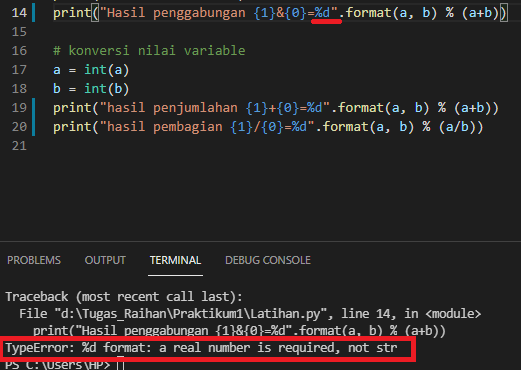 14 print("Hasil penggabungan {1}&{0}=%d".format(a, b) % (a+b))
15
16 # konversi nilai variable
17 a = int(a)
18 b = int(b)
19 print("hasil penjumlahan {1}+{0}=%d".format(a, b) % (a+b))
20 print("hasil pembagian {1}/{0}=%d".format(a, b) % (a/b))
21
PROBLEMS OUTPUT TERMINAL DEBUG CONSOLE
Traceback (most recent call last):
File "d:\Tugas_Raihan\Praktikum1\Latihan.py", line 14, in <module>
print("Hasil penggabungan {1}&{0}=%d".format(a, b) % (a+b))
TypeError: %d format: a real number is required, not str
PS C:\Users\HP>